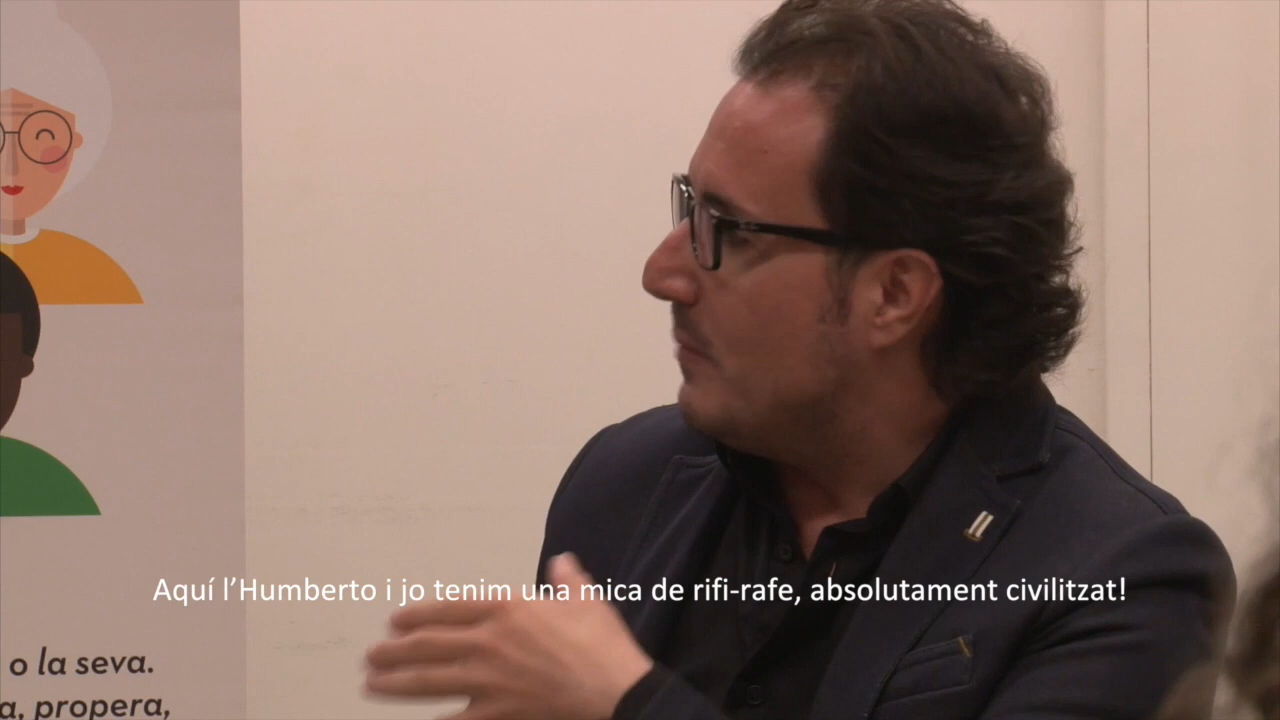 Aquí l’Humberto i jo tenim una mica de rifi-rafe, absolutament civilitzat!
o la seva.
a, propera,